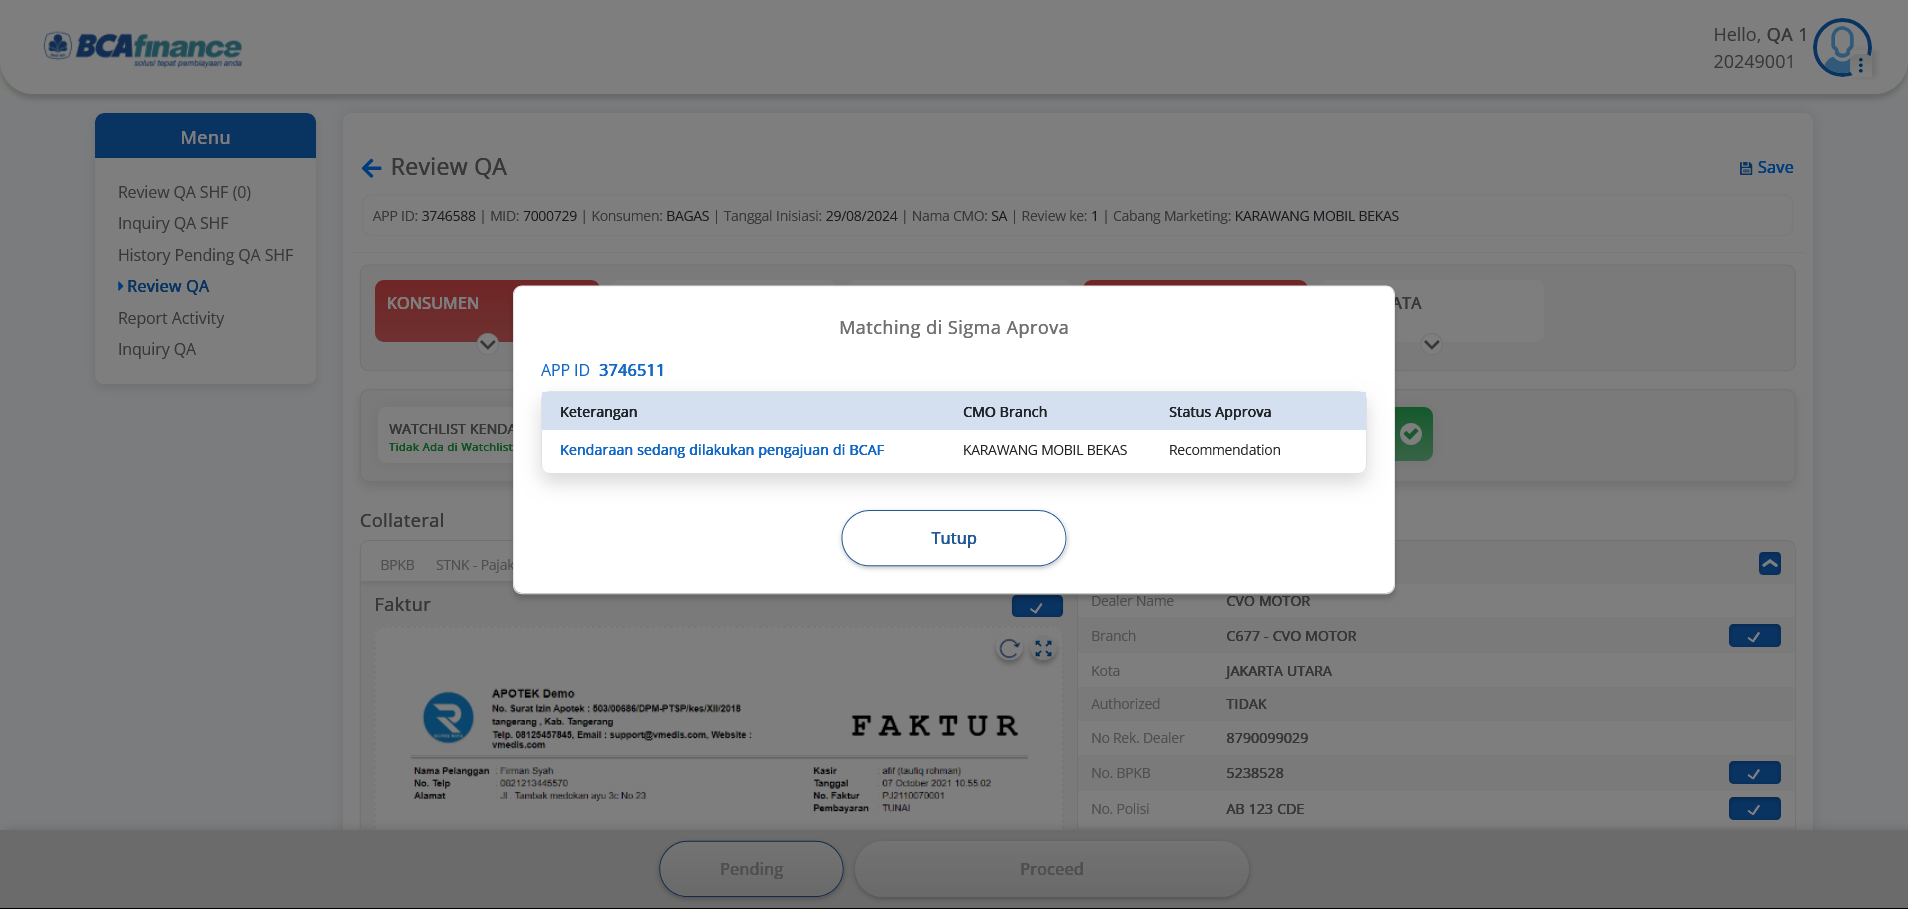 BCAfinance
solusi tepat pembiayaan anda
Hello, QA 1
20249001
Menu
Review QA SHF (0)
Inquiry QA SHF
History Pending QA SHF
Review QA
Report Activity
Inquiry QA
Review QA
Save
APP ID: 3746588 | MID: 7000729 | Konsumen: BAGAS | Tanggal Inisiasi: 29/08/2024 | Nama CMO: SA | Review ke: 1 | Cabang Marketing: KARAWANG MOBIL BEKAS
KONSUMEN
ATA
Matching di Sigma Aprova
APP ID 3746511
Keterangan CMO Branch Status Approva
Kendaraan sedang dilakukan pengajuan di BCAF KARAWANG MOBIL BEKAS Recommendation
Tutup
WATCHLIST KENDA
Tidak Ada di Watchlist
Collateral
BPKB STNK - Pajak
Faktur
APOTEK Demo
No. Surat Izin Apotek : 503/00686/DPM-PTSP/kes/XII/2018
tangerang , Kab. Tangerang
Telp. 08125457845, Email : support@vmedis.com, Website :
vmedis.com
FAKTUR
Nama Pelanggan : Firman Syah
No. Telp : 0821213445570
Alamat : Jl . Tambak medokan ayu 3c No 23
Kasir : afif (taufiq rohman)
Tanggal : 07 October 2021 10:55:02
No. Faktur : PJ2110070001
Pembayaran : TUNAI
Dealer Name CVO MOTOR
Branch C677 - CVO MOTOR
Kota JAKARTA UTARA
Authorized TIDAK
No Rek. Dealer 8790099029
No. BPKB 5238528
No. Polisi AB 123 CDE
Pending
Proceed